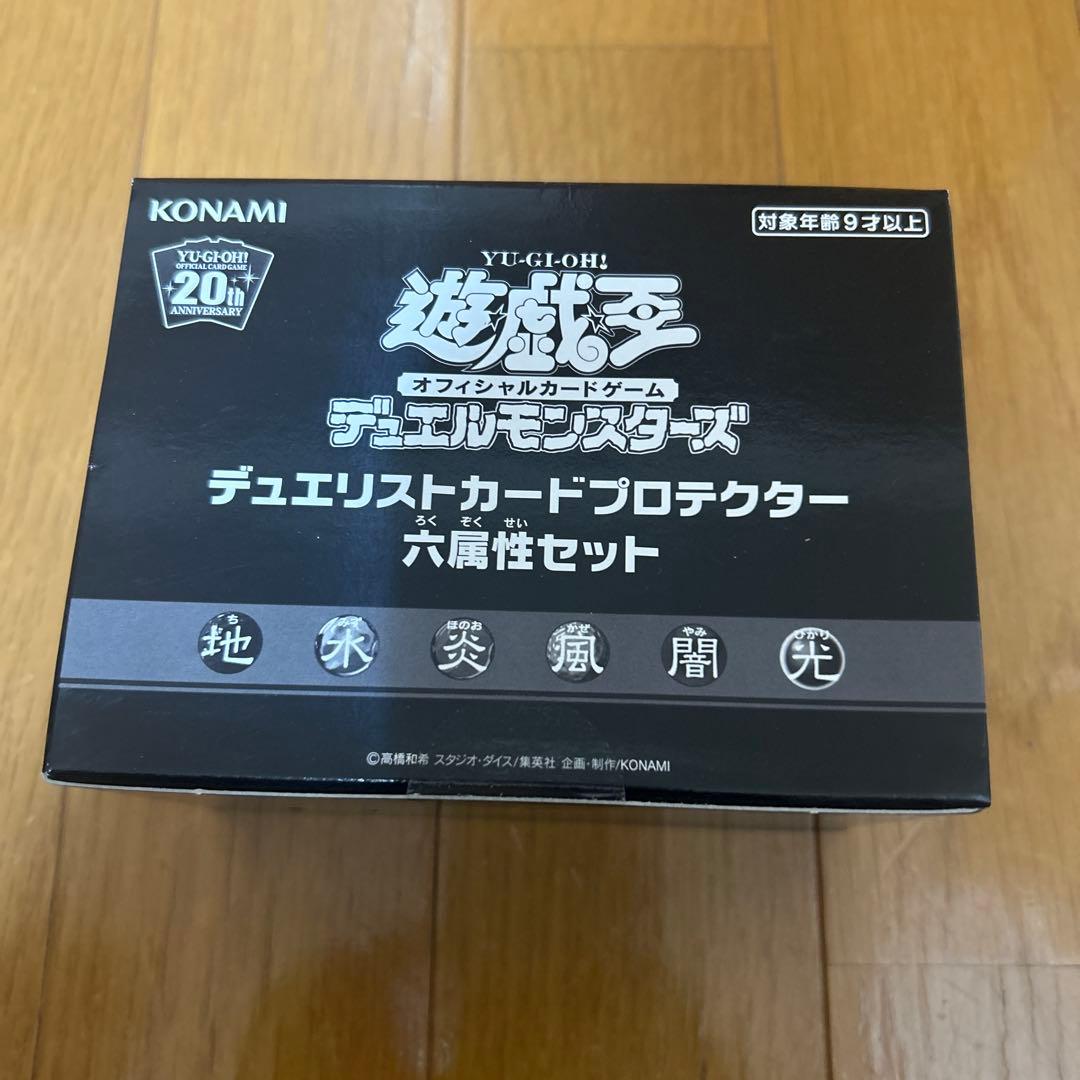 KONAMI
対象年齢9才以上
YU-GI-OH!
OFFICIAL CARD GAME
20th
ANNIVERSARY
YU-GI-OH!
遊戯王
オフィシャルカードゲーム
デュエルモンスターズ
デュエリストカードプロテクター
ろく ぞく せい
六属性セット
ち みず ほのお かぜ やみ ひかり
地 水 炎 風 闇 光
©高橋和希 スタジオ・ダイス/集英社 企画・制作/KONAMI